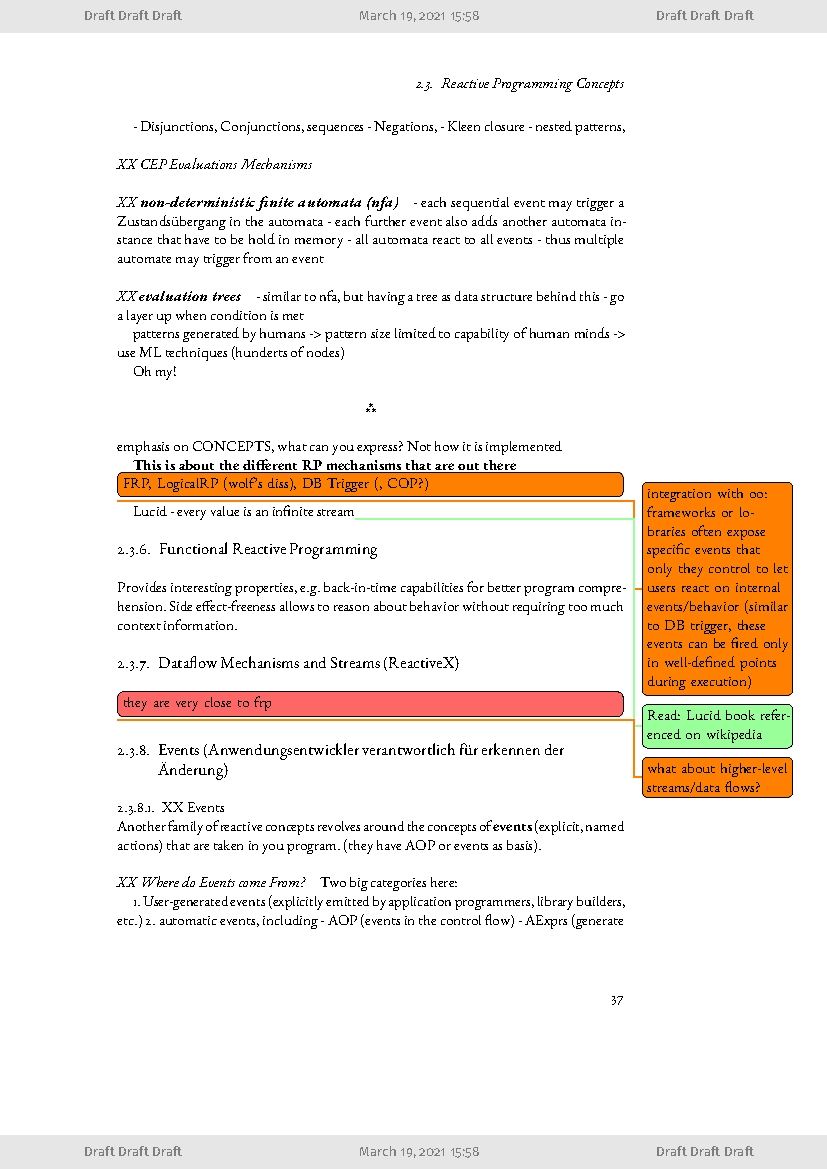 Draft Draft Draft March 19, 2021 15:58 Draft Draft Draft
2.3. Reactive Programming Concepts
- Disjunctions, Conjunctions, sequences - Negations, - Kleen closure - nested patterns,
XX CEP Evaluations Mechanisms
XX non-deterministic finite automata (nfa) - each sequential event may trigger a
Zustandsübergang in the automata - each further event also adds another automata in-
stance that have to be hold in memory - all automata react to all events - thus multiple
automate may trigger from an event
XX evaluation trees - similar to nfa, but having a tree as data structure behind this - go
a layer up when condition is met
patterns generated by humans -> pattern size limited to capability of human minds ->
use ML techniques (hunderts of nodes)
Oh my!
⁂
emphasis on CONCEPTS, what can you express? Not how it is implemented
This is about the different RP mechanisms that are out there
FRP, LogicalRP (wolf's diss), DB Trigger (, COP?)
Lucid - every value is an infinite stream
2.3.6. Functional Reactive Programming
Provides interesting properties, e.g. back-in-time capabilities for better program compre-
hension. Side effect-freeness allows to reason about behavior without requiring too much
context information.
2.3.7. Dataflow Mechanisms and Streams (ReactiveX)
they are very close to frp
2.3.8. Events (Anwendungsentwickler verantwortlich für erkennen der
Änderung)
2.3.8.1. XX Events
Another family of reactive concepts revolves around the concepts of events (explicit, named
actions) that are taken in you program. (they have AOP or events as basis).
XX Where do Events come From? Two big categories here:
1. User-generated events (explicitly emitted by application programmers, library builders,
etc.) 2. automatic events, including - AOP (events in the control flow) - AExprs (generate
integration with oo:
frameworks or lo-
braries often expose
specific events that
only they control to let
users react on internal
events/behavior (similar
to DB trigger, these
events can be fired only
in well-defined points
during execution)
Read: Lucid book refer-
enced on wikipedia
what about higher-level
streams/data flows?
37
Draft Draft Draft March 19, 2021 15:58 Draft Draft Draft